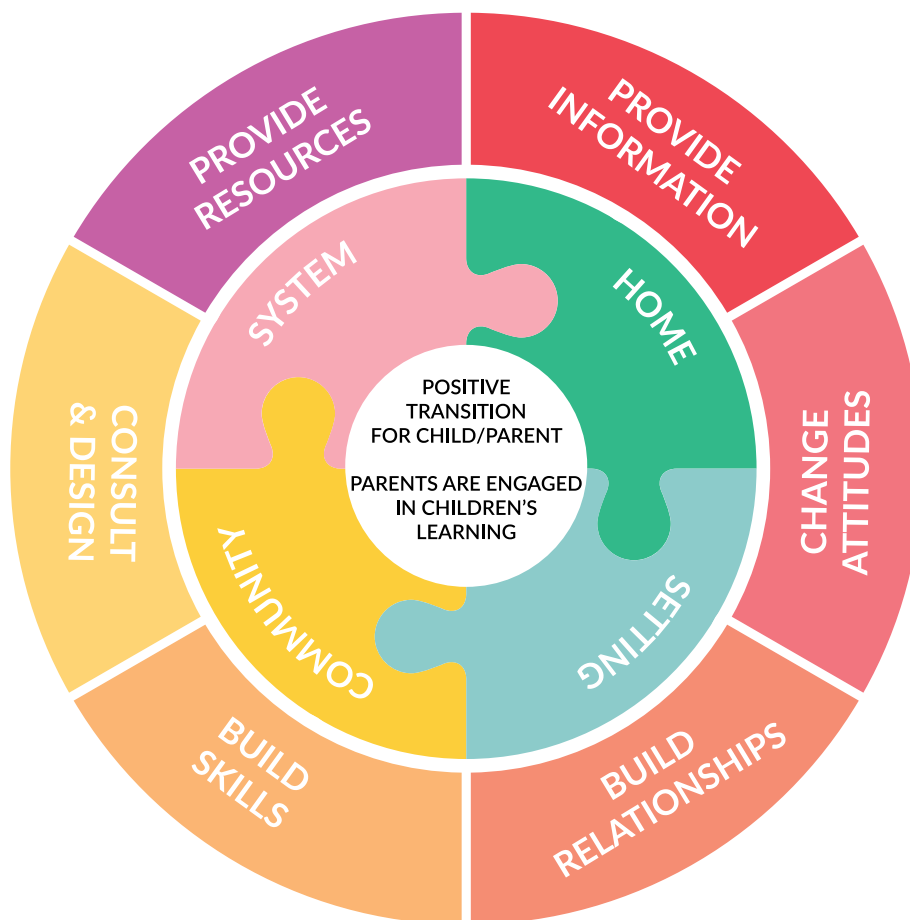 PROVIDE
RESOURCES
PROVIDE
INFORMATION
CHANGE
ATTITUDES
BUILD
RELATIONSHIPS
BUILD
SKILLS
CONSULT
& DESIGN
SYSTEM
HOME
SETTING
COMMUNITY
POSITIVE
TRANSITION
FOR CHILD/PARENT
PARENTS ARE ENGAGED
IN CHILDREN’S
LEARNING